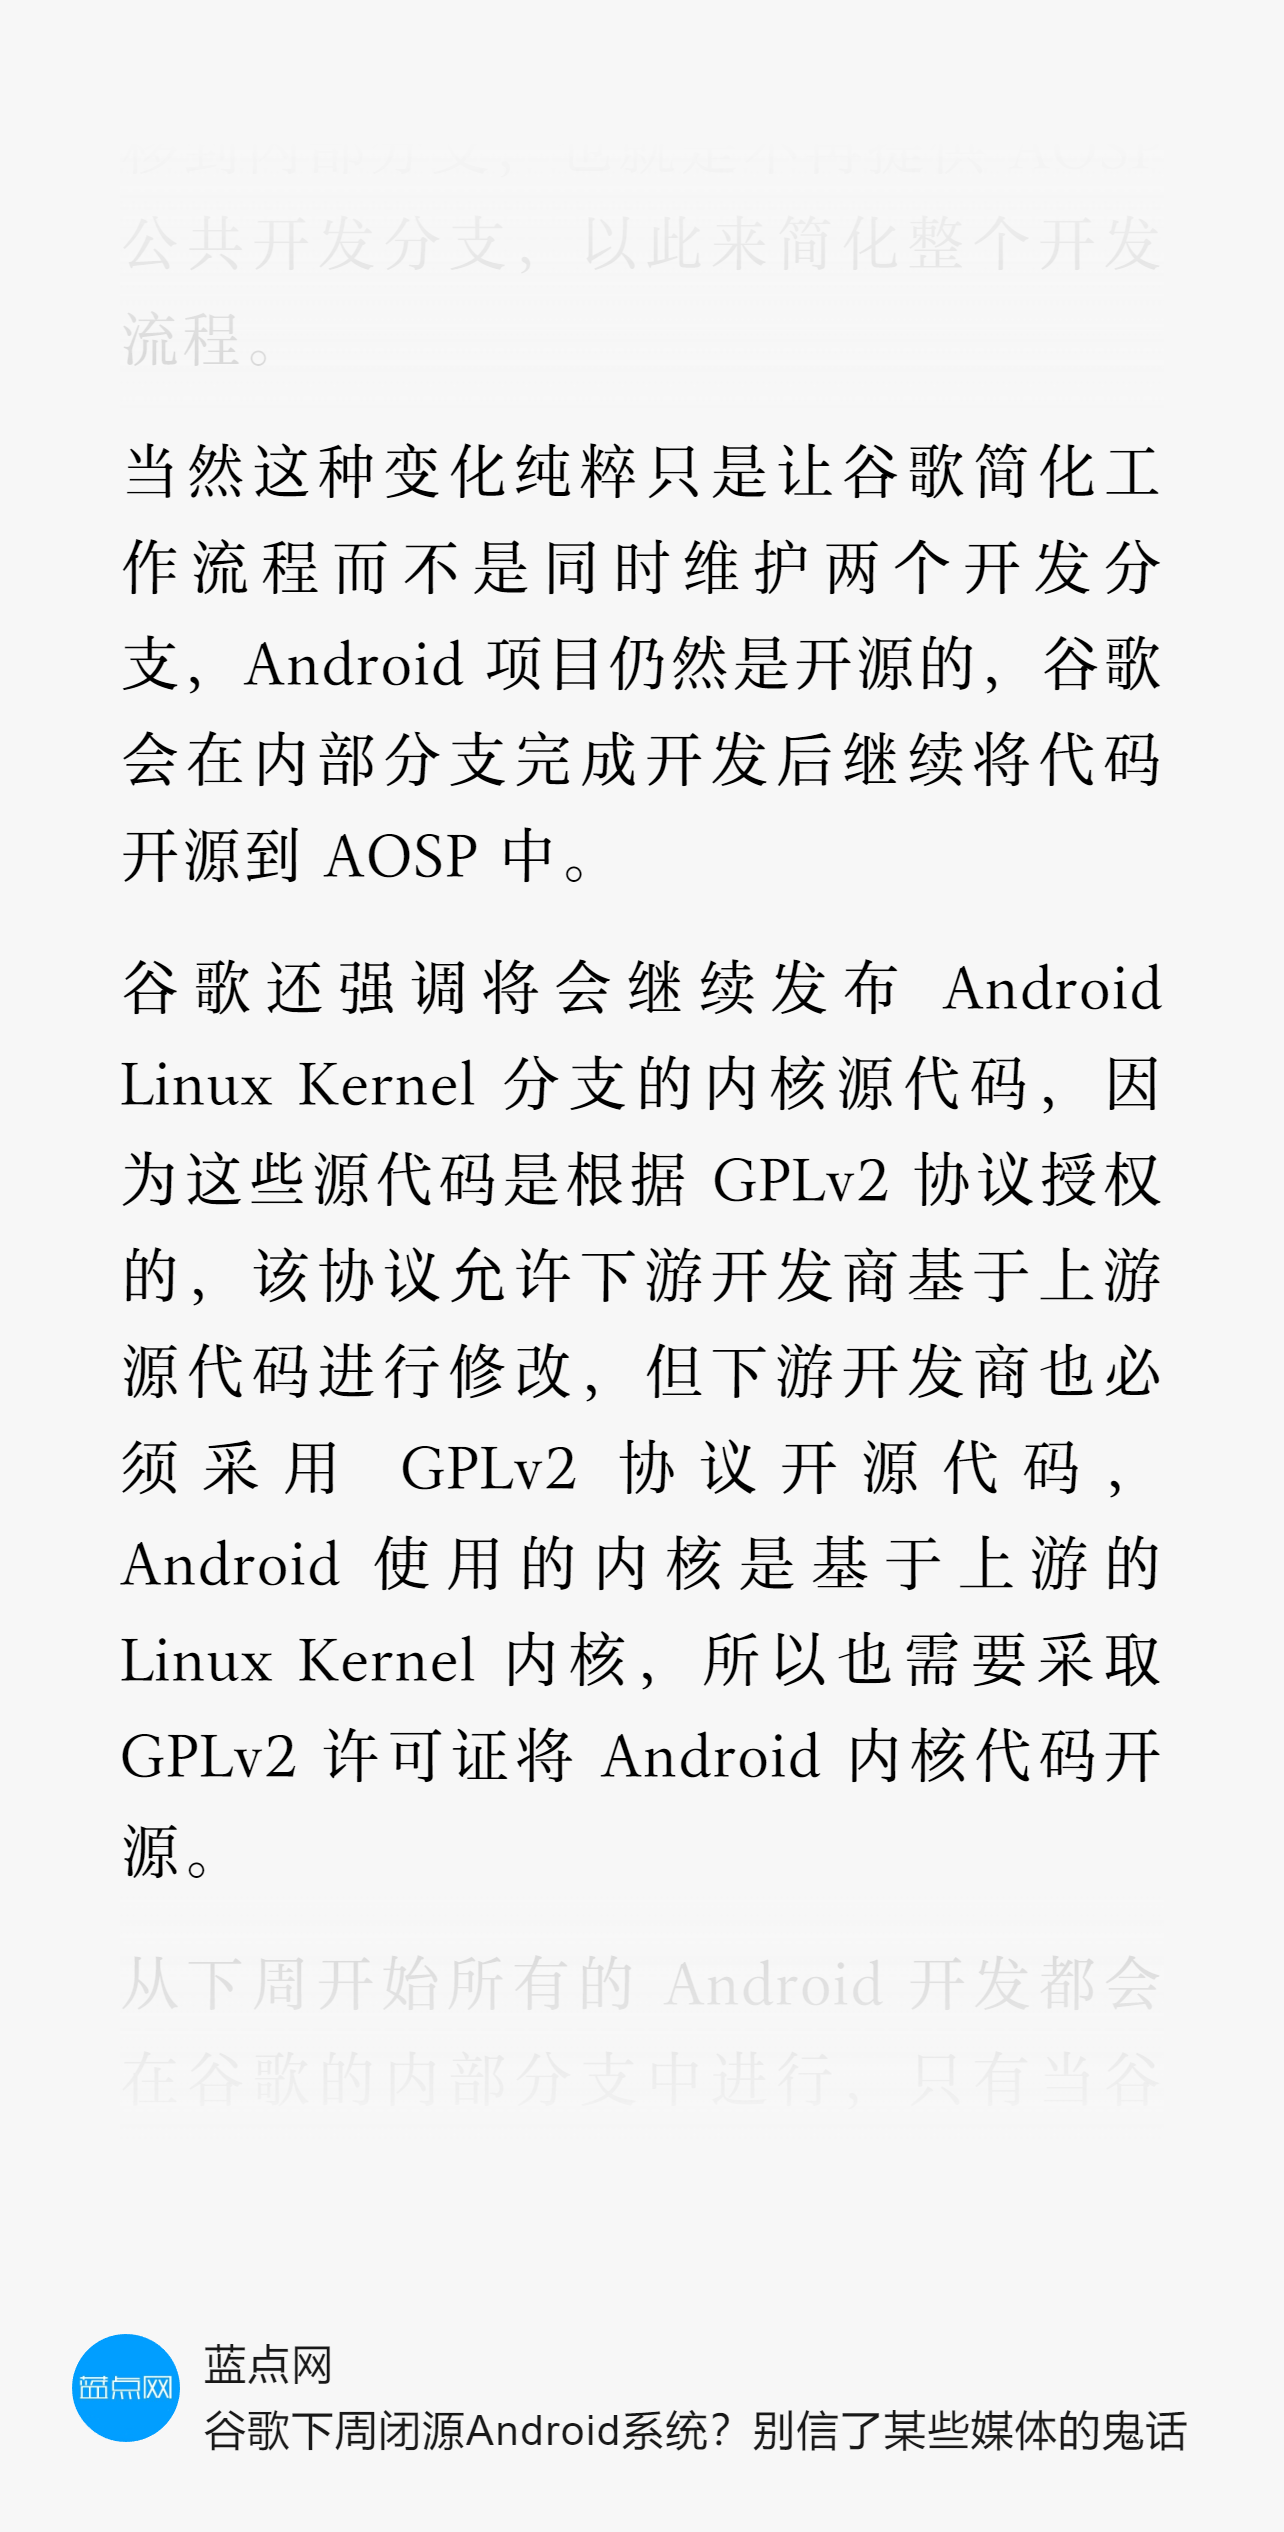 公共开发分支，以此来简化整个开发
流程。
当然这种变化纯粹只是让谷歌简化工
作流程而不是同时维护两个开发分
支，Android 项目仍然是开源的，谷歌
会在内部分支完成开发后继续将代码
开源到 AOSP 中。
谷歌还强调将会继续发布 Android
Linux Kernel 分支的内核源代码，因
为这些源代码是根据 GPLv2 协议授权
的，该协议允许下游开发商基于上游
源代码进行修改，但下游开发商也必
须采用 GPLv2 协议开源代码，
Android 使用的内核是基于上游的
Linux Kernel 内核，所以也需要采取
GPLv2 许可证将 Android 内核代码开
源。
从下周开始所有的 Android 开发都会
在谷歌的内部分支中进行，只有当谷
蓝点网
蓝点网
谷歌下周闭源Android系统？别信了某些媒体的鬼话